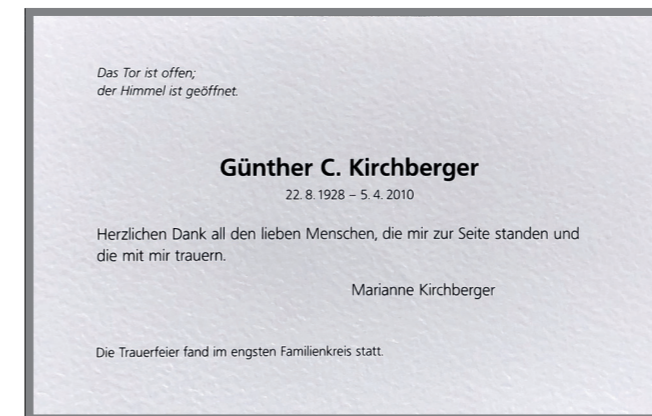 Das Tor ist offen;
der Himmel ist geöffnet.
Günther C. Kirchberger
22. 8. 1928 – 5. 4. 2010
Herzlichen Dank all den lieben Menschen, die mir zur Seite standen und
die mit mir trauern.
Marianne Kirchberger
Die Trauerfeier fand im engsten Familienkreis statt.